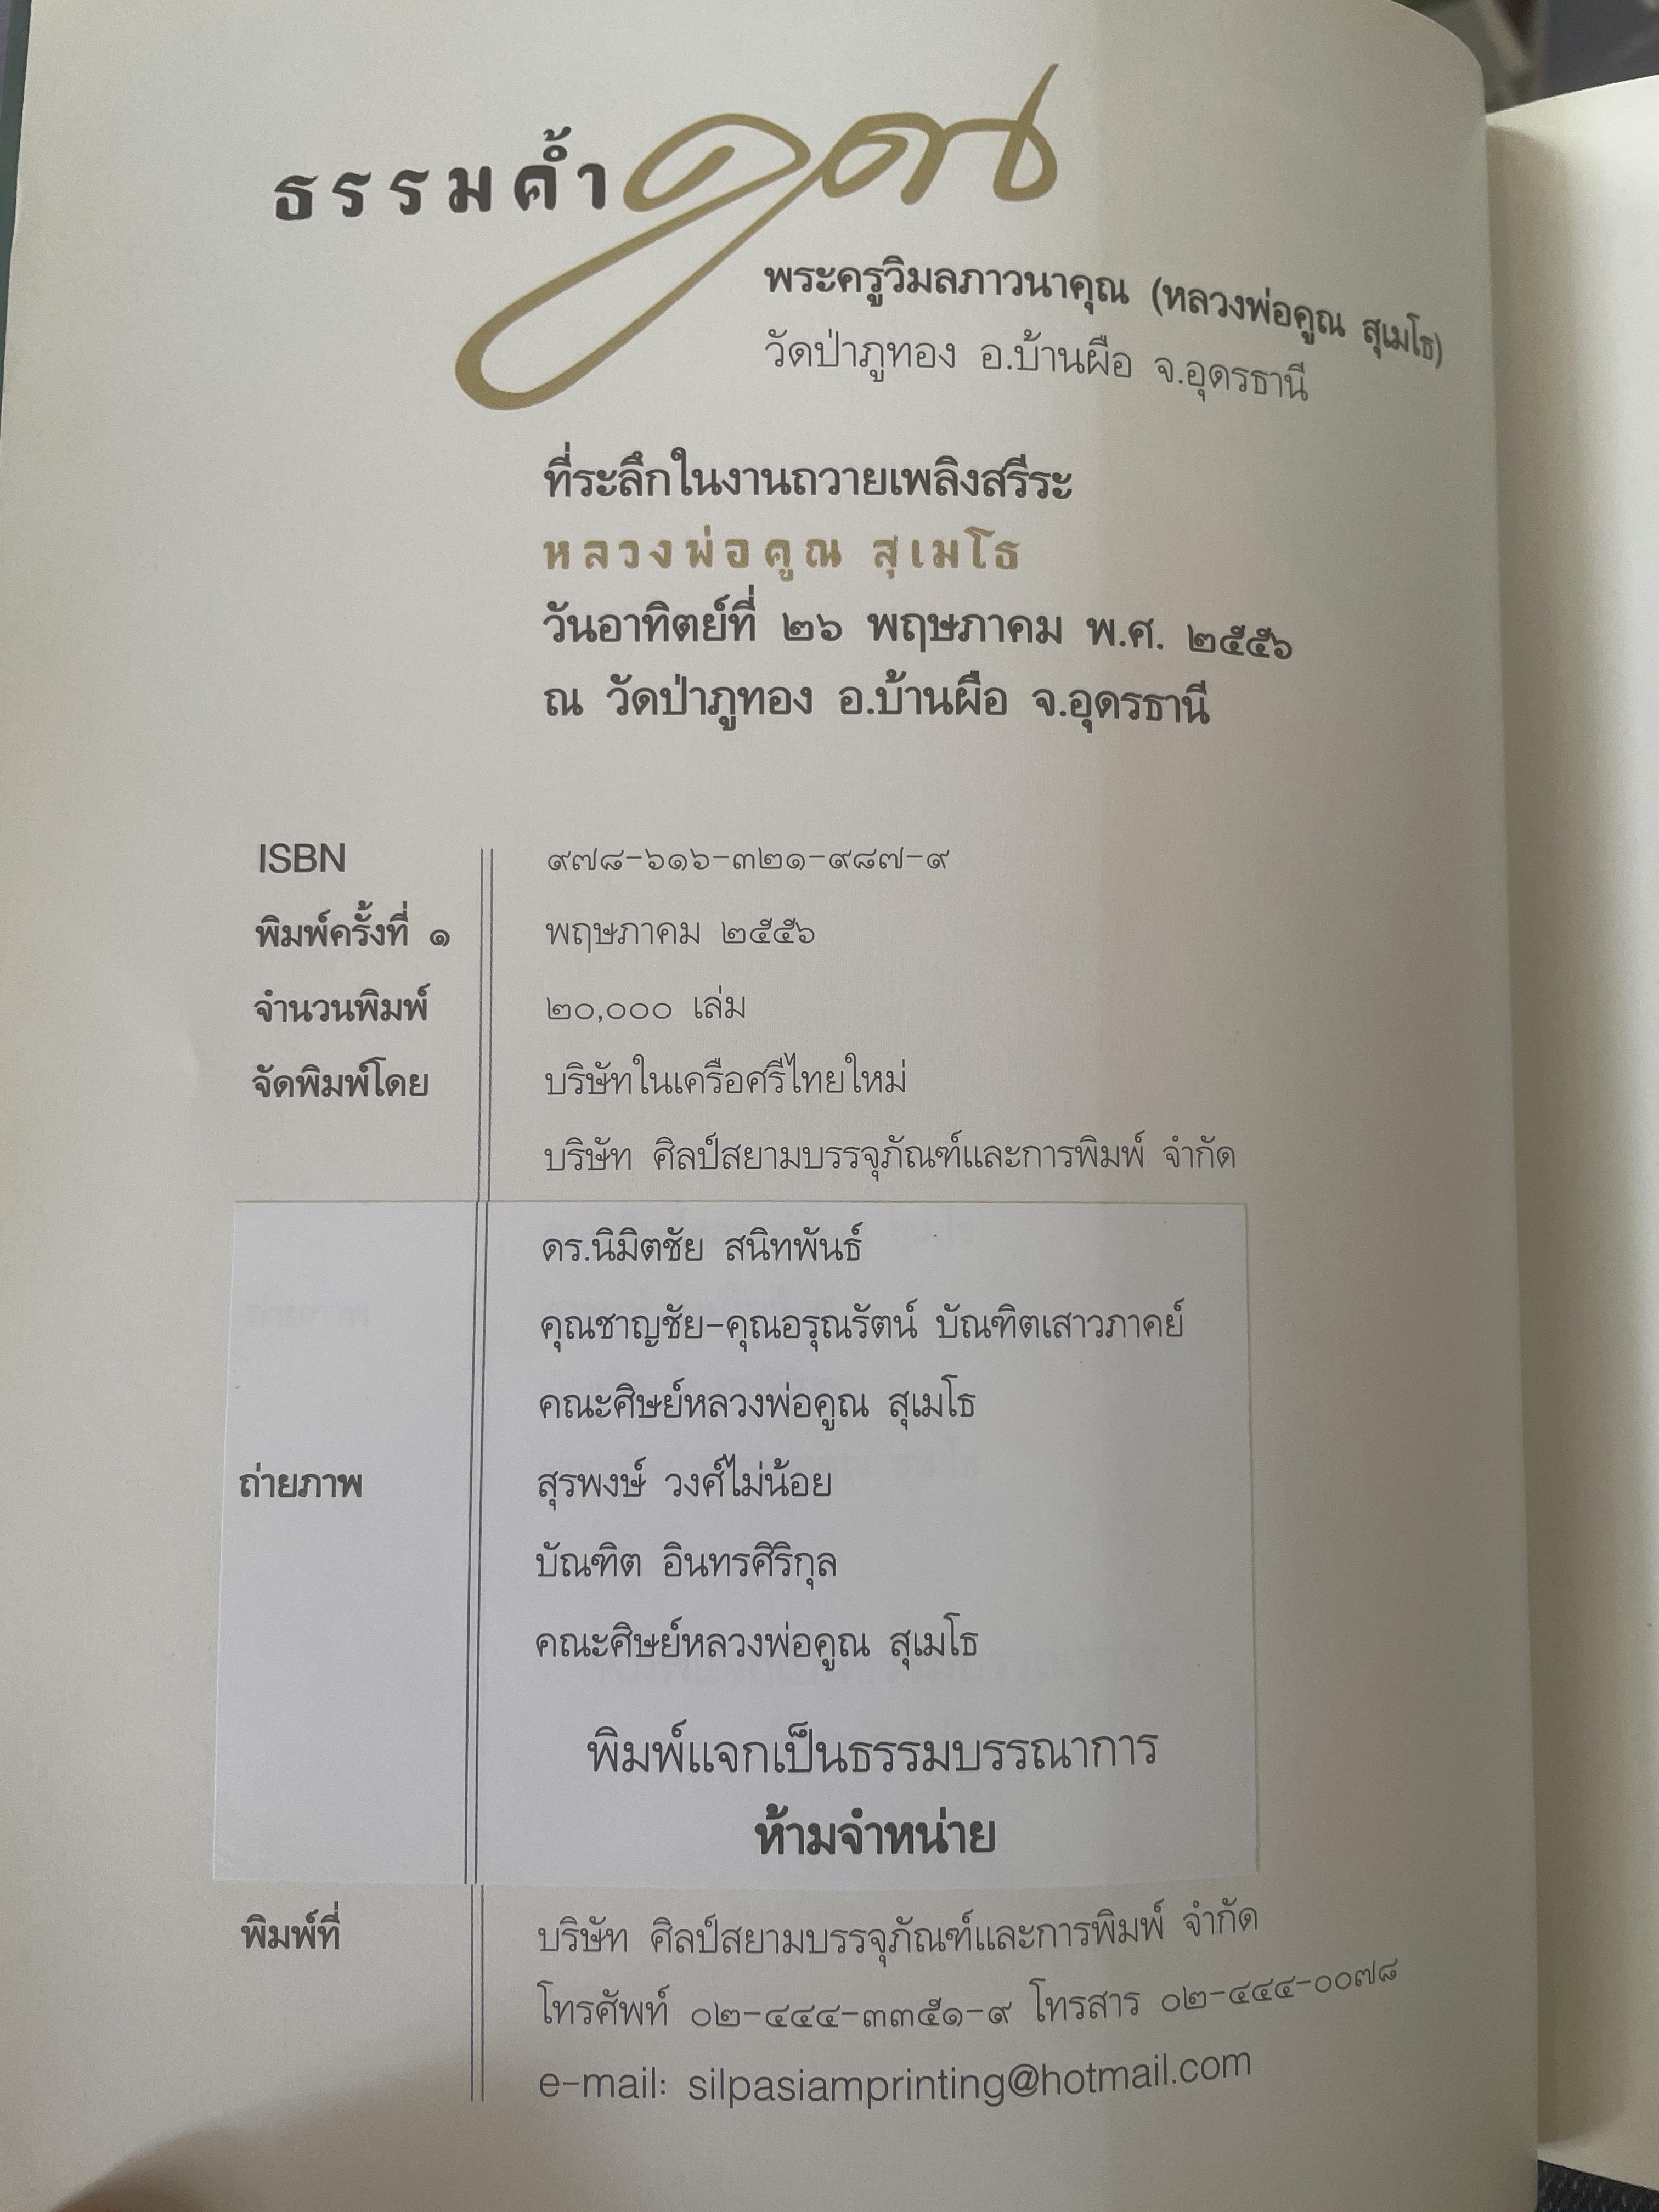 ธรรมค้ำคูณ
พระครูวิมลภาวนาคุณ (หลวงพ่อคูณ สุเมโธ)
วัดป่าภูทอง อ.บ้านผือ จ.อุดรธานี
ที่ระลึกในงานถวายเพลิงสรีระ
หลวงพ่อคูณ สุเมโธ
วันอาทิตย์ที่ ๒๖ พฤษภาคม พ.ศ. ๒๕๕๖
ณ วัดป่าภูทอง อ.บ้านผือ จ.อุดรธานี
ISBN ๙๗๘-๖๑๖-๓๒๑-๙๘๗-๙
พิมพ์ครั้งที่ ๑ พฤษภาคม ๒๕๕๖
จำนวนพิมพ์ ๒๐,๐๐๐ เล่ม
จัดพิมพ์โดย บริษัทในเครือศรีไทยใหม่
บริษัท ศิลป์สยามบรรจุภัณฑ์และการพิมพ์ จำกัด
ดร.นิมิตชัย สนิทพันธ์
คุณชาญชัย-คุณอรุณรัตน์ บัณฑิตเสาวภาคย์
คณะศิษย์หลวงพ่อคูณ สุเมโธ
ถ่ายภาพ สุรพงษ์ วงศ์ไม่น้อย
บัณฑิต อินทรศิริกุล
คณะศิษย์หลวงพ่อคูณ สุเมโธ
พิมพ์แจกเป็นธรรมบรรณาการ
ห้ามจำหน่าย
พิมพ์ที่ บริษัท ศิลป์สยามบรรจุภัณฑ์และการพิมพ์ จำกัด
โทรศัพท์ ๐๒-๔๔๔-๓๓๕๑-๙ โทรสาร ๐๒-๔๔๔-๐๐๗๘
e-mail: silpasiamprinting@hotmail.com